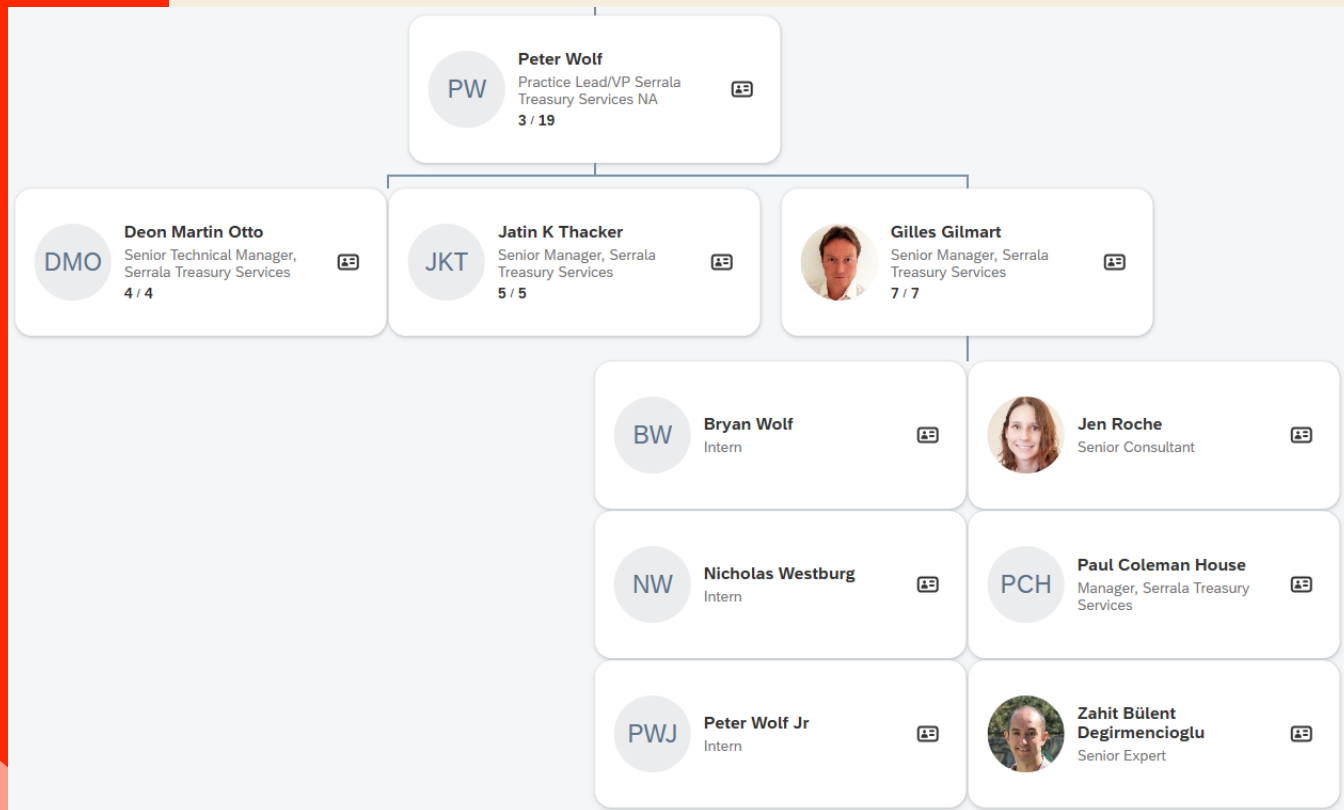 PW
Peter Wolf
Practice Lead/VP Serrala
Treasury Services NA
3 / 19
DMO
Deon Martin Otto
Senior Technical Manager,
Serrala Treasury Services
4 / 4
JKT
Jatin K Thacker
Senior Manager, Serrala
Treasury Services
5 / 5
Gilles Gilmart
Senior Manager, Serrala
Treasury Services
7 / 7
BW
Bryan Wolf
Intern
Jen Roche
Senior Consultant
NW
Nicholas Westburg
Intern
PCH
Paul Coleman House
Manager, Serrala Treasury
Services
PWJ
Peter Wolf Jr
Intern
Zahit Bülent
Degirmencioglu
Senior Expert